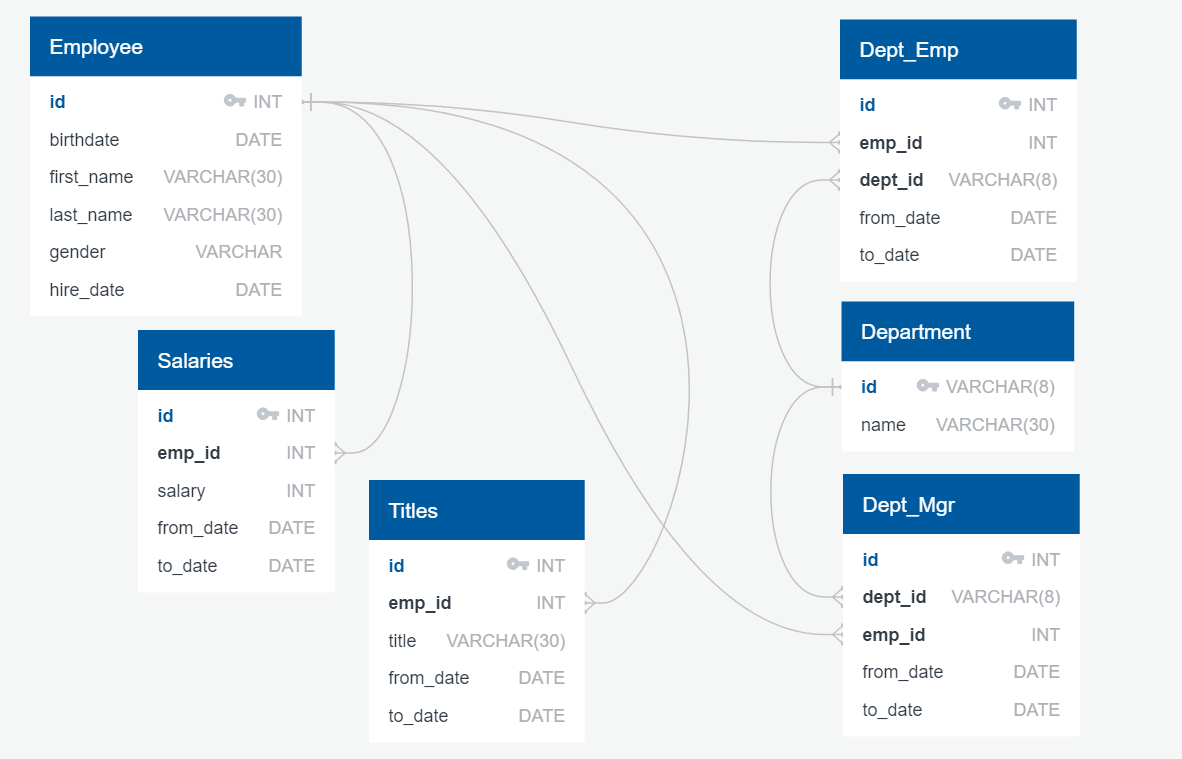 Employee
id INT
birthdate DATE
first_name VARCHAR(30)
last_name VARCHAR(30)
gender VARCHAR
hire_date DATE
Salaries
id INT
emp_id INT
salary INT
from_date DATE
to_date DATE
Titles
id INT
emp_id INT
title VARCHAR(30)
from_date DATE
to_date DATE
Dept_Emp
id INT
emp_id INT
dept_id VARCHAR(8)
from_date DATE
to_date DATE
Department
id VARCHAR(8)
name VARCHAR(30)
Dept_Mgr
id INT
dept_id VARCHAR(8)
emp_id INT
from_date DATE
to_date DATE